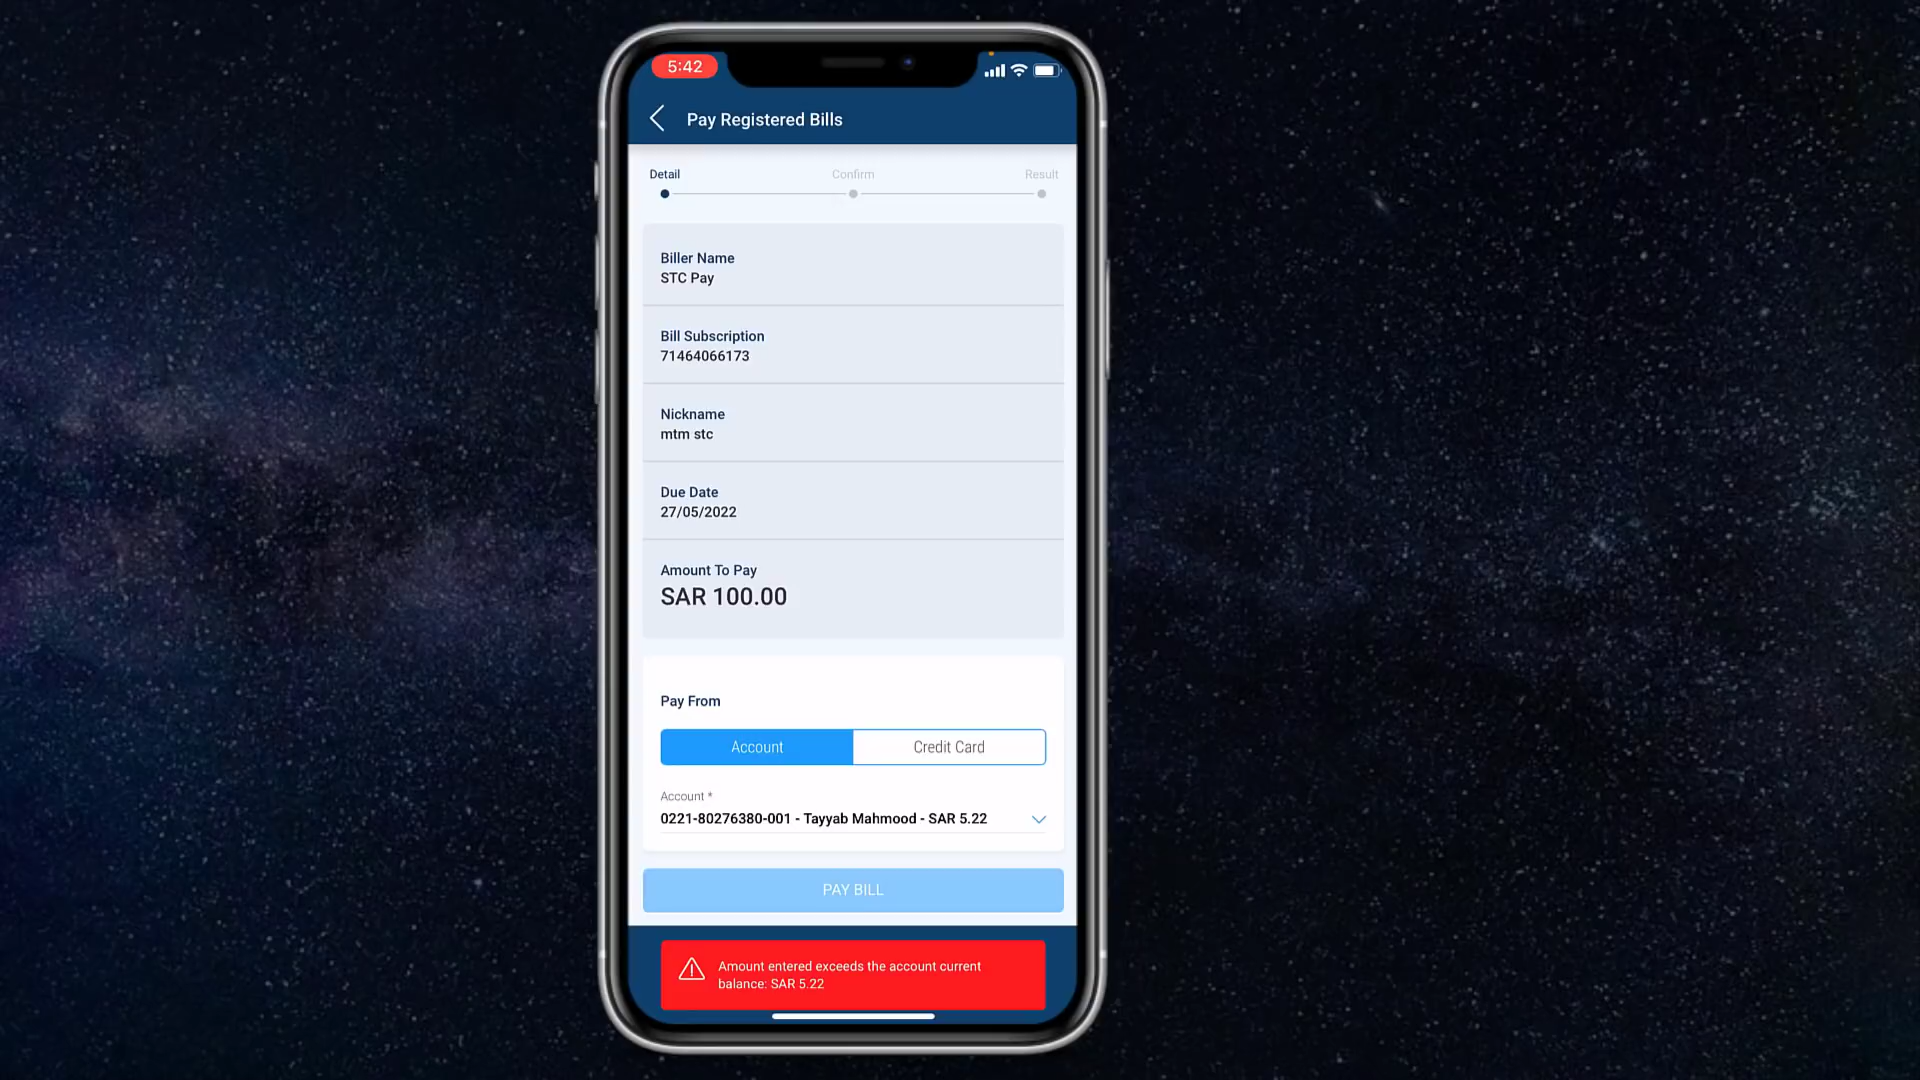 5:42
Pay Registered Bills
Detail Confirm Result
Biller Name
STC Pay
Bill Subscription
71464066173
Nickname
mtm stc
Due Date
27/05/2022
Amount To Pay
SAR 100.00
Pay From
Account Credit Card
Account *
0221-80276380-001 - Tayyab Mahmood - SAR 5.22
PAY BILL
Amount entered exceeds the account current
balance: SAR 5.22